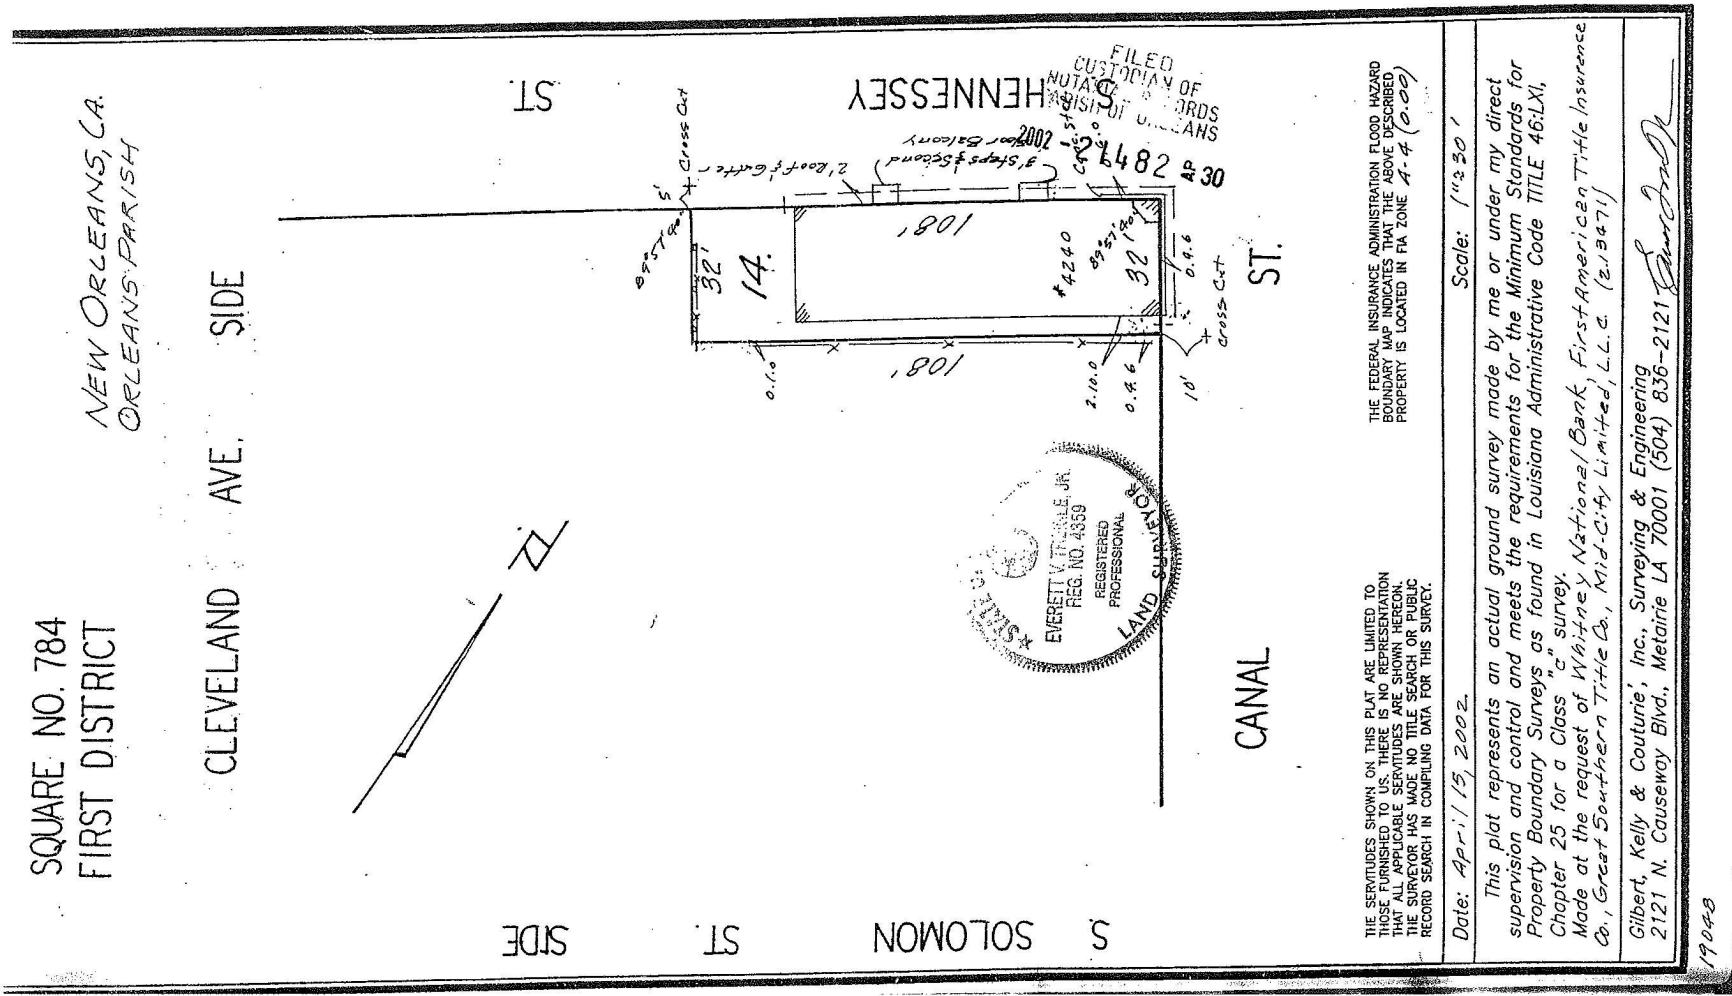 SQUARE NO. 784
FIRST DISTRICT
NEW ORLEANS, LA.
ORLEANS PARISH
CLEVELAND AVE. SIDE
S. SOLOMON ST. SIDE
S. HENNESSEY ST.
FILED
CUSTODIAN OF
PARISH OF ORLEANS
2002 30
Cross Cut
5'
2' Roof & Gutter
3' Steps & Second
Floor Balcony
89° 57' 40"
32'
14.
108'
# 4240
89° 57' 40"
32'
0.4.6
108'
0.1.0
2.10.0
0.4.6
10'
Cross Cut
CANAL ST.
EVERETT V.
REG. NO. 4359
REGISTERED
PROFESSIONAL
LAND SURVEYOR
THE SERVITUDES SHOWN ON THIS PLAT ARE LIMITED TO
THOSE FURNISHED TO US. THERE IS NO REPRESENTATION
THAT ALL APPLICABLE SERVITUDES ARE SHOWN HEREON.
THE SURVEYOR HAS MADE NO TITLE SEARCH OR PUBLIC
RECORD SEARCH IN COMPILING DATA FOR THIS SURVEY.
THE FEDERAL INSURANCE ADMINISTRATION FLOOD HAZARD
BOUNDARY MAP INDICATES THAT THE ABOVE DESCRIBED
PROPERTY IS LOCATED IN FIA ZONE A-4 (0.00)
Date: April 15, 2002 Scale: 1"=30'
This plat represents an actual ground survey made by me or under my direct
supervision and control and meets the requirements for the Minimum Standards for
Property Boundary Surveys as found in Louisiana Administrative Code TITLE 46:LXI,
Chapter 25 for a Class "C" survey.
Made at the request of Whitney National Bank, First American Title Insurance
Co., Great Southern Title Co., Mid-City Limited, L.L.C. (213471)
Gilbert, Kelly & Couturie', Inc., Surveying & Engineering
2121 N. Causeway Blvd., Metairie LA 70001 (504) 836-2121
19048